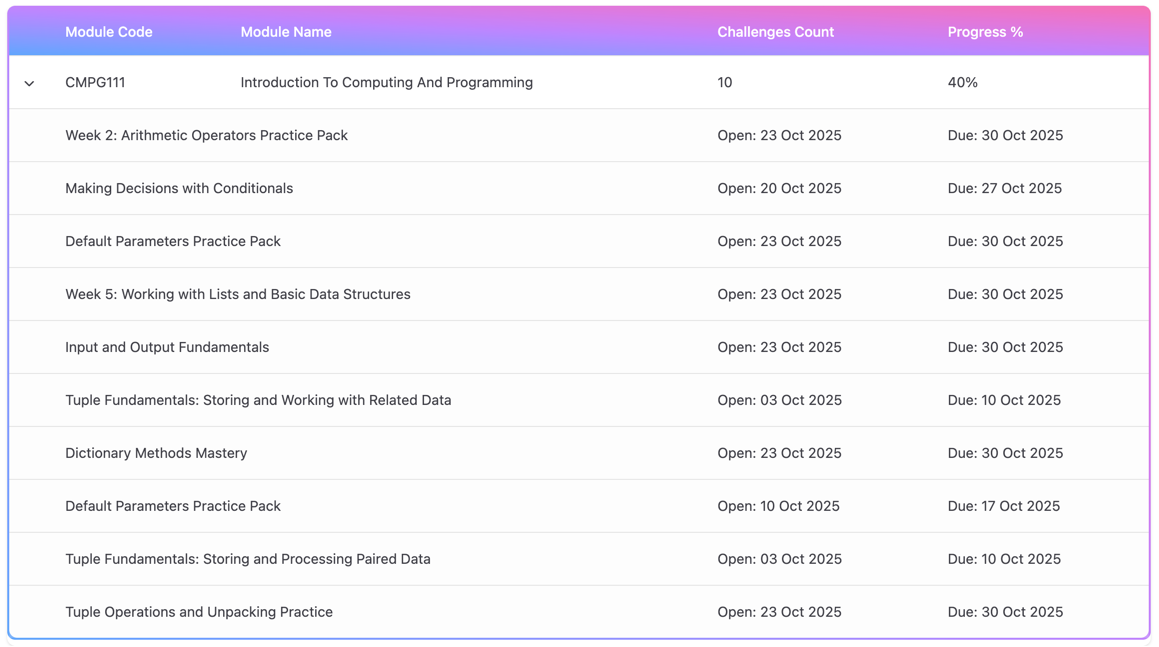 Module Code Module Name Challenges Count Progress %
CMPG111 Introduction To Computing And Programming 10 40%
Week 2: Arithmetic Operators Practice Pack Open: 23 Oct 2025 Due: 30 Oct 2025
Making Decisions with Conditionals Open: 20 Oct 2025 Due: 27 Oct 2025
Default Parameters Practice Pack Open: 23 Oct 2025 Due: 30 Oct 2025
Week 5: Working with Lists and Basic Data Structures Open: 23 Oct 2025 Due: 30 Oct 2025
Input and Output Fundamentals Open: 23 Oct 2025 Due: 30 Oct 2025
Tuple Fundamentals: Storing and Working with Related Data Open: 03 Oct 2025 Due: 10 Oct 2025
Dictionary Methods Mastery Open: 23 Oct 2025 Due: 30 Oct 2025
Default Parameters Practice Pack Open: 10 Oct 2025 Due: 17 Oct 2025
Tuple Fundamentals: Storing and Processing Paired Data Open: 03 Oct 2025 Due: 10 Oct 2025
Tuple Operations and Unpacking Practice Open: 23 Oct 2025 Due: 30 Oct 2025